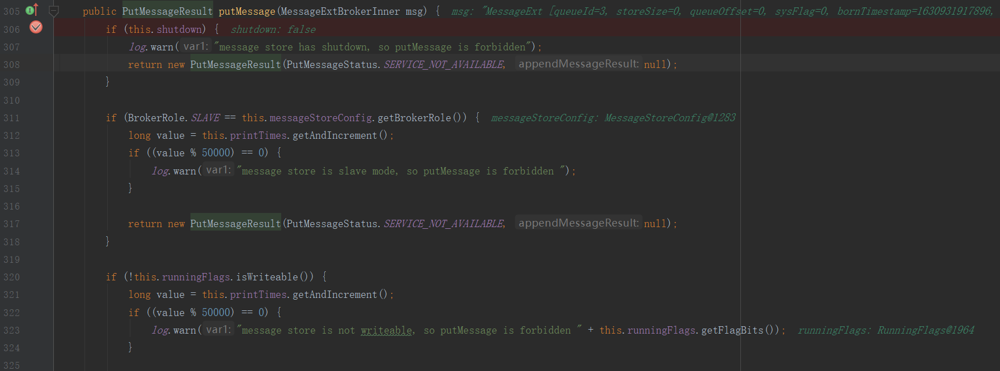 305 public PutMessageResult putMessage(MessageExtBrokerInner msg) { msg: "MessageExt [queueId=3, storeSize=0, queueOffset=0, sysFlag=0, bornTimestamp=1630931917896,
306 if (this.shutdown) { shutdown: false
307 log.warn( var1: "message store has shutdown, so putMessage is forbidden");
308 return new PutMessageResult(PutMessageStatus.SERVICE_NOT_AVAILABLE, appendMessageResult: null);
309 }
310
311 if (BrokerRole.SLAVE == this.messageStoreConfig.getBrokerRole()) { messageStoreConfig: MessageStoreConfig@1283
312 long value = this.printTimes.getAndIncrement();
313 if ((value % 50000) == 0) {
314 log.warn( var1: "message store is slave mode, so putMessage is forbidden ");
315 }
316
317 return new PutMessageResult(PutMessageStatus.SERVICE_NOT_AVAILABLE, appendMessageResult: null);
318 }
319
320 if (!this.runningFlags.isWriteable()) {
321 long value = this.printTimes.getAndIncrement();
322 if ((value % 50000) == 0) {
323 log.warn( var1: "message store is not writeable, so putMessage is forbidden " + this.runningFlags.getFlagBits()); runningFlags: RunningFlags@1964
324 }
325